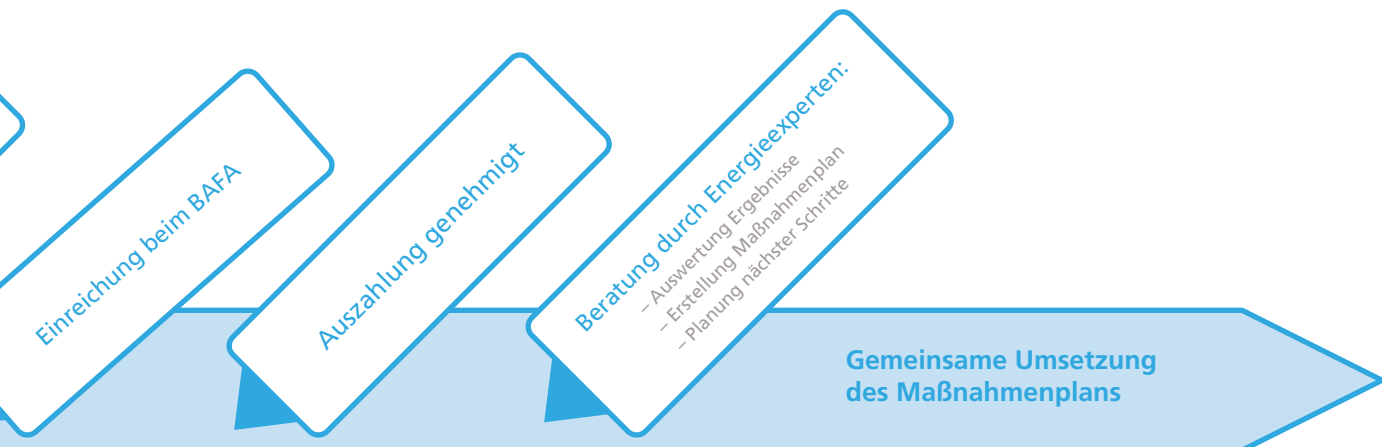 Einreichung beim BAFA
Auszahlung genehmigt
Beratung durch Energieexperten:
– Auswertung Ergebnisse
– Erstellung Maßnahmenplan
– Planung nächster Schritte
Gemeinsame Umsetzung
des Maßnahmenplans